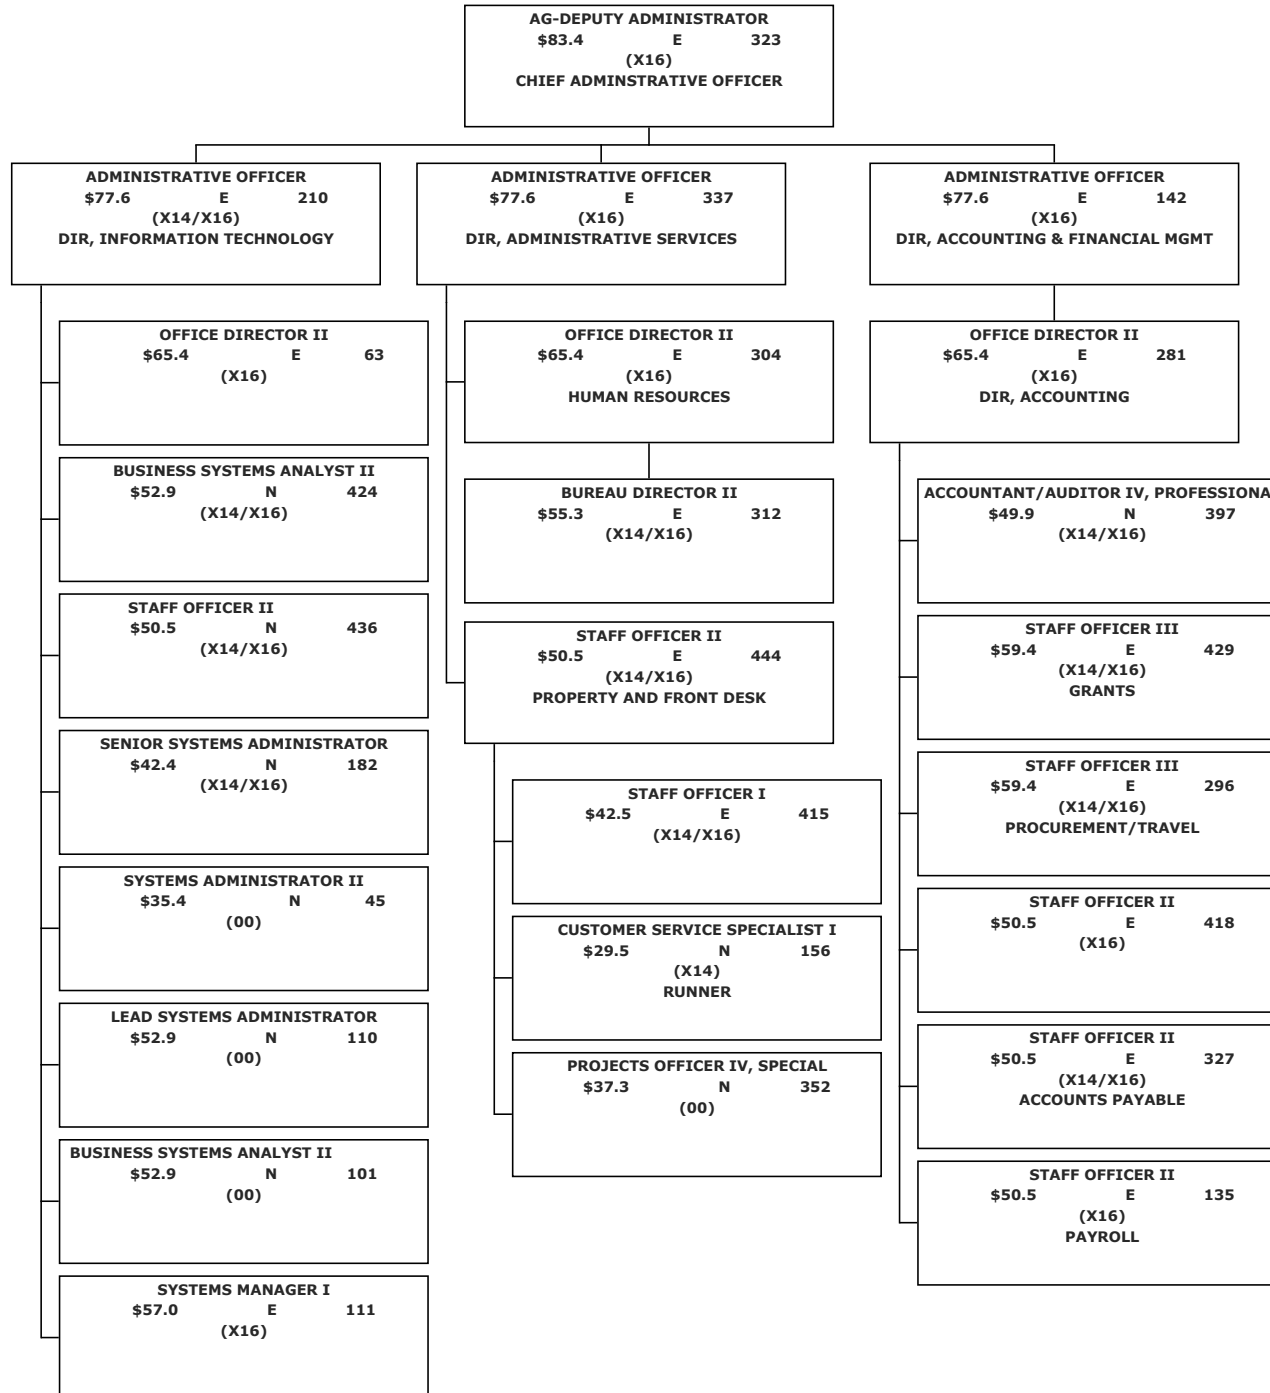 AG-DEPUTY ADMINISTRATOR
$83.4 E 323
(X16)
CHIEF ADMINSTRATIVE OFFICER
ADMINISTRATIVE OFFICER
$77.6 E 210
(X14/X16)
DIR, INFORMATION TECHNOLOGY
OFFICE DIRECTOR II
$65.4 E 63
(X16)
BUSINESS SYSTEMS ANALYST II
$52.9 N 424
(X14/X16)
STAFF OFFICER II
$50.5 N 436
(X14/X16)
SENIOR SYSTEMS ADMINISTRATOR
$42.4 N 182
(X14/X16)
SYSTEMS ADMINISTRATOR II
$35.4 N 45
(00)
LEAD SYSTEMS ADMINISTRATOR
$52.9 N 110
(00)
BUSINESS SYSTEMS ANALYST II
$52.9 N 101
(00)
SYSTEMS MANAGER I
$57.0 E 111
(X16)
ADMINISTRATIVE OFFICER
$77.6 E 337
(X16)
DIR, ADMINISTRATIVE SERVICES
OFFICE DIRECTOR II
$65.4 E 304
(X16)
HUMAN RESOURCES
BUREAU DIRECTOR II
$55.3 E 312
(X14/X16)
STAFF OFFICER II
$50.5 E 444
(X14/X16)
PROPERTY AND FRONT DESK
STAFF OFFICER I
$42.5 E 415
(X14/X16)
CUSTOMER SERVICE SPECIALIST I
$29.5 N 156
(X14)
RUNNER
PROJECTS OFFICER IV, SPECIAL
$37.3 N 352
(00)
ADMINISTRATIVE OFFICER
$77.6 E 142
(X16)
DIR, ACCOUNTING & FINANCIAL MGMT
OFFICE DIRECTOR II
$65.4 E 281
(X16)
DIR, ACCOUNTING
ACCOUNTANT/AUDITOR IV, PROFESSIONA
$49.9 N 397
(X14/X16)
STAFF OFFICER III
$59.4 E 429
(X14/X16)
GRANTS
STAFF OFFICER III
$59.4 E 296
(X14/X16)
PROCUREMENT/TRAVEL
STAFF OFFICER II
$50.5 E 418
(X16)
STAFF OFFICER II
$50.5 E 327
(X14/X16)
ACCOUNTS PAYABLE
STAFF OFFICER II
$50.5 E 135
(X16)
PAYROLL